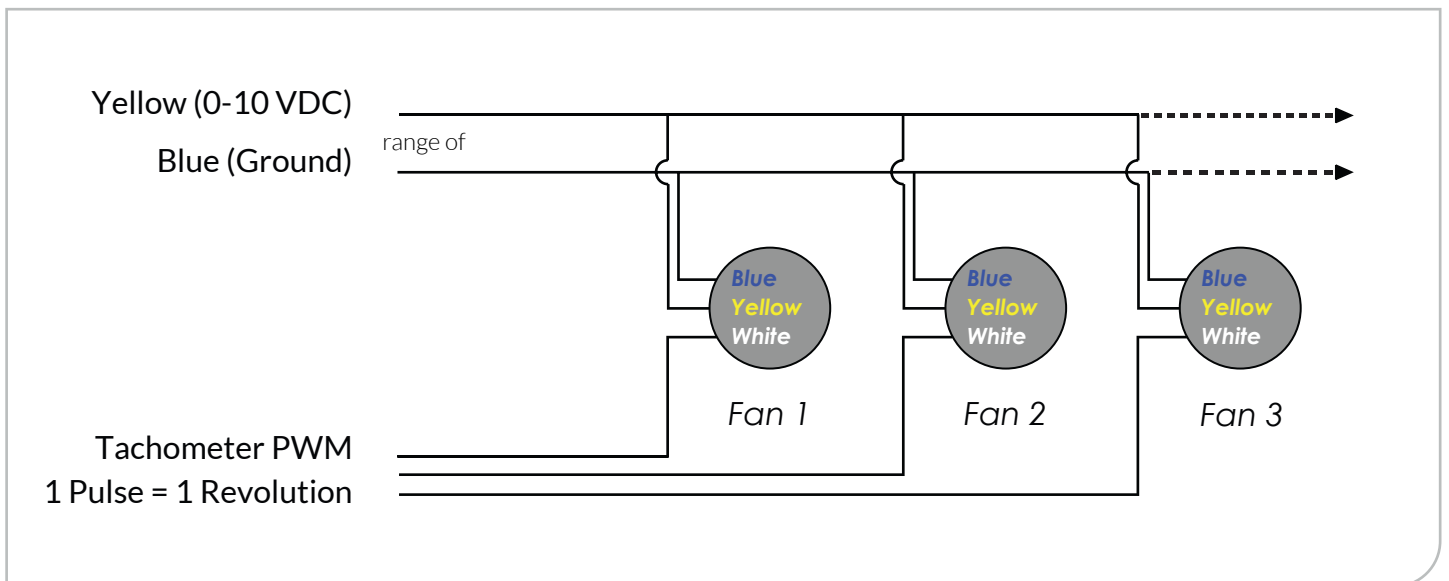 Yellow (0-10 VDC)
range of
Blue (Ground)
Blue
Yellow
White
Blue
Yellow
White
Blue
Yellow
White
Fan 1
Fan 2
Fan 3
Tachometer PWM
1 Pulse = 1 Revolution